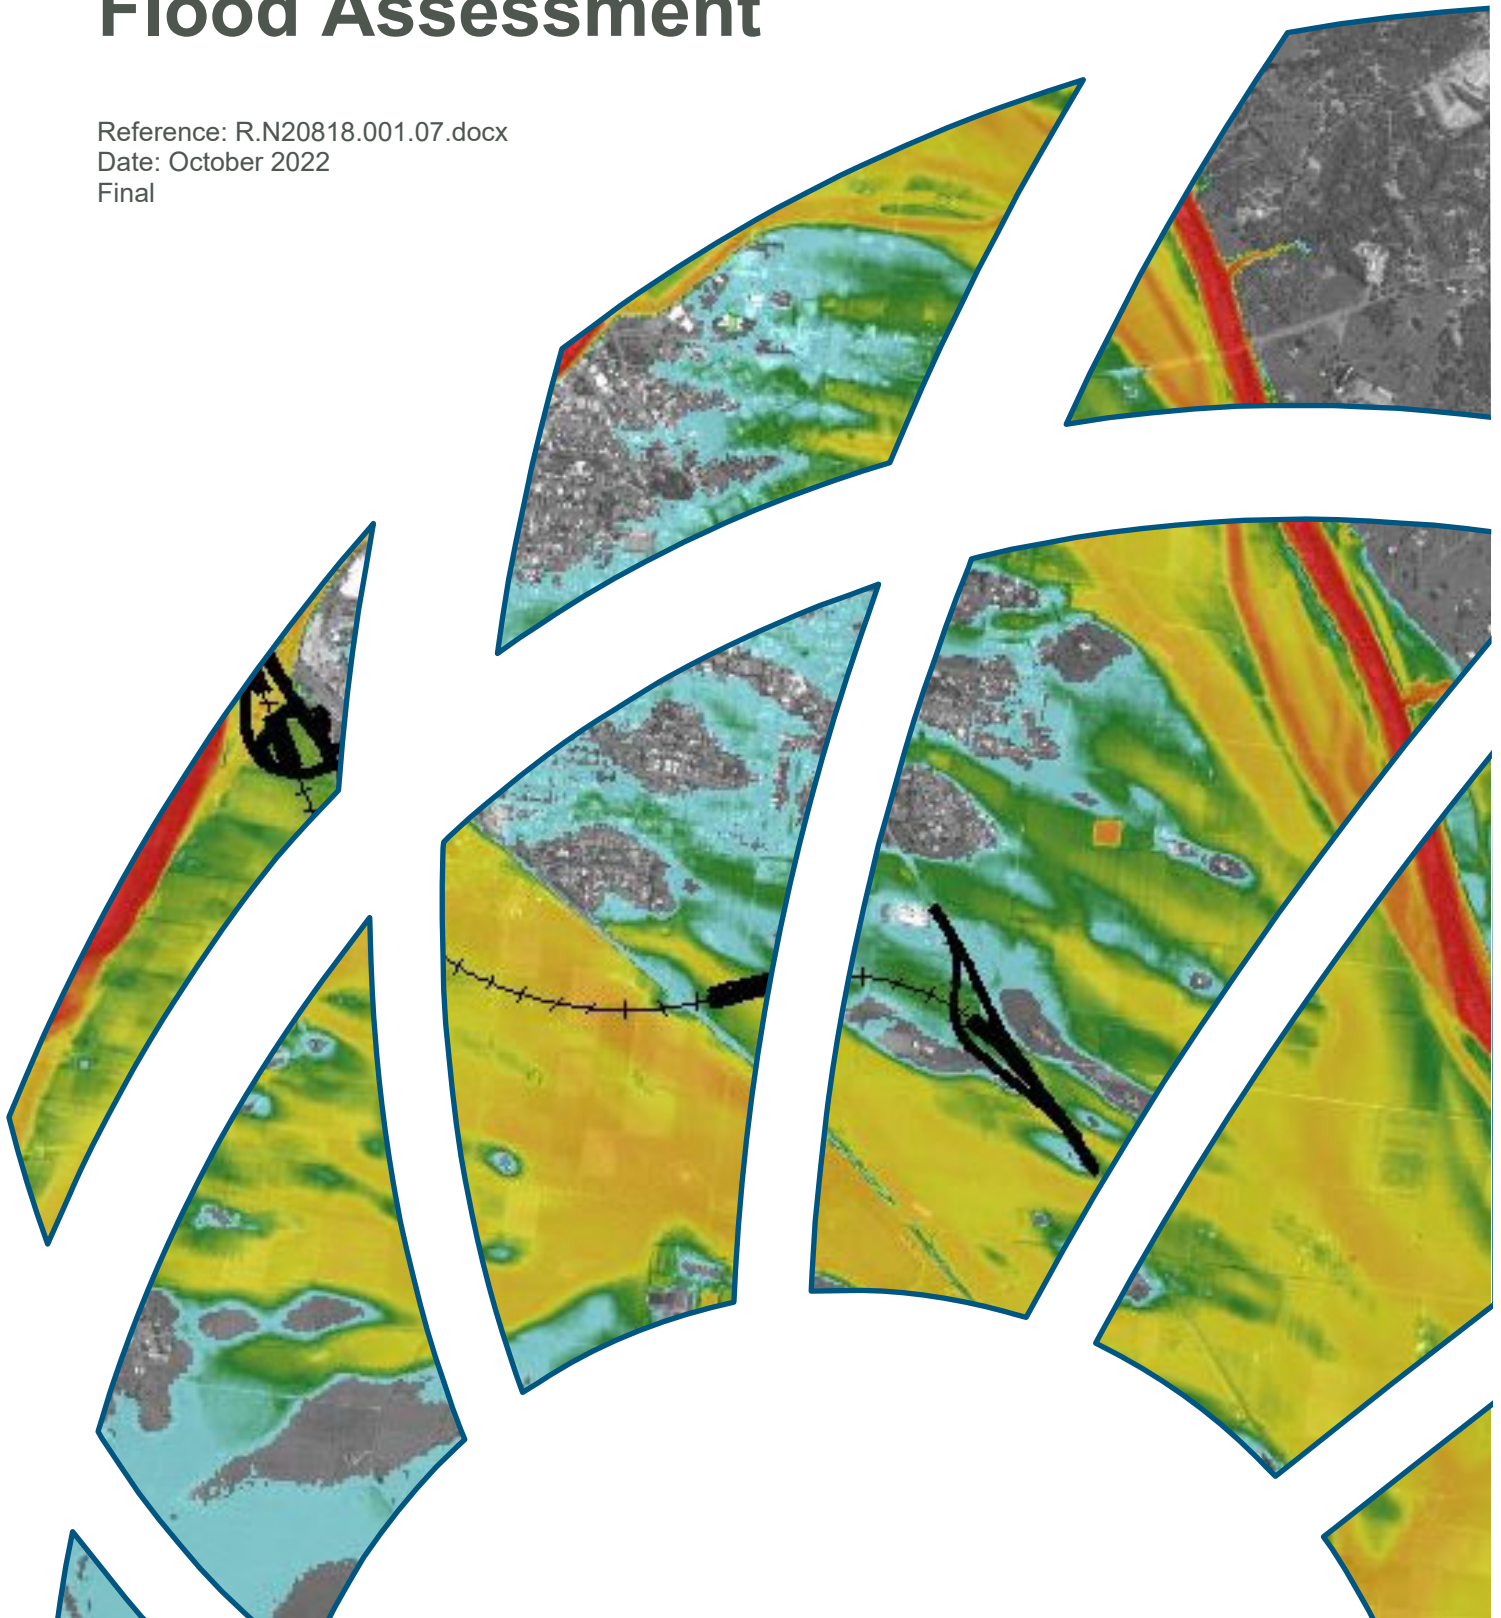 Flood Assessment
Reference: R.N20818.001.07.docx
Date: October 2022
Final